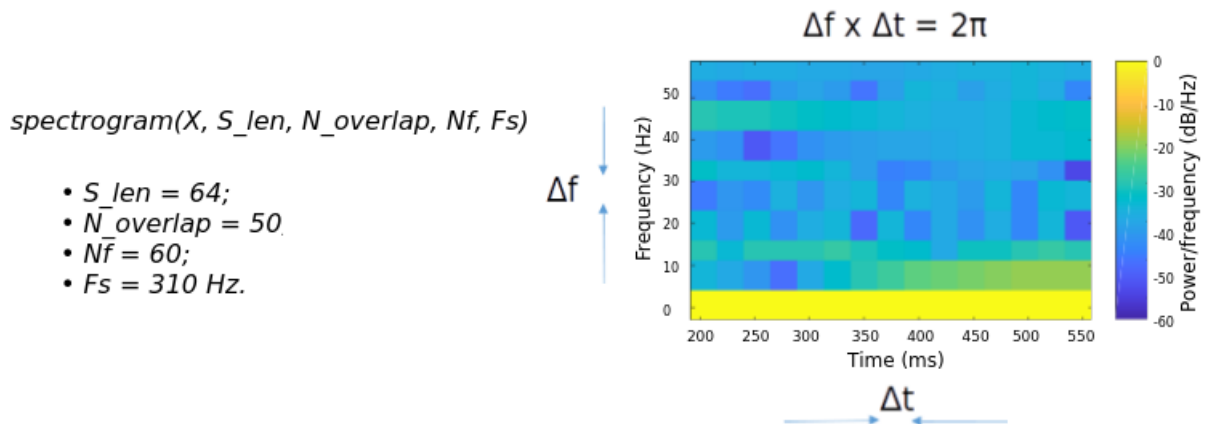 Δf x Δt = 2π
spectrogram(X, S_len, N_overlap, Nf, Fs)
• S_len = 64;
• N_overlap = 50
• Nf = 60;
• Fs = 310 Hz.
Δf
Frequency (Hz)
50
40
30
20
10
0
200 250 300 350 400 450 500 550
Time (ms)
Δt
0
-10
-20
-30
-40
-50
-60
Power/frequency (dB/Hz)